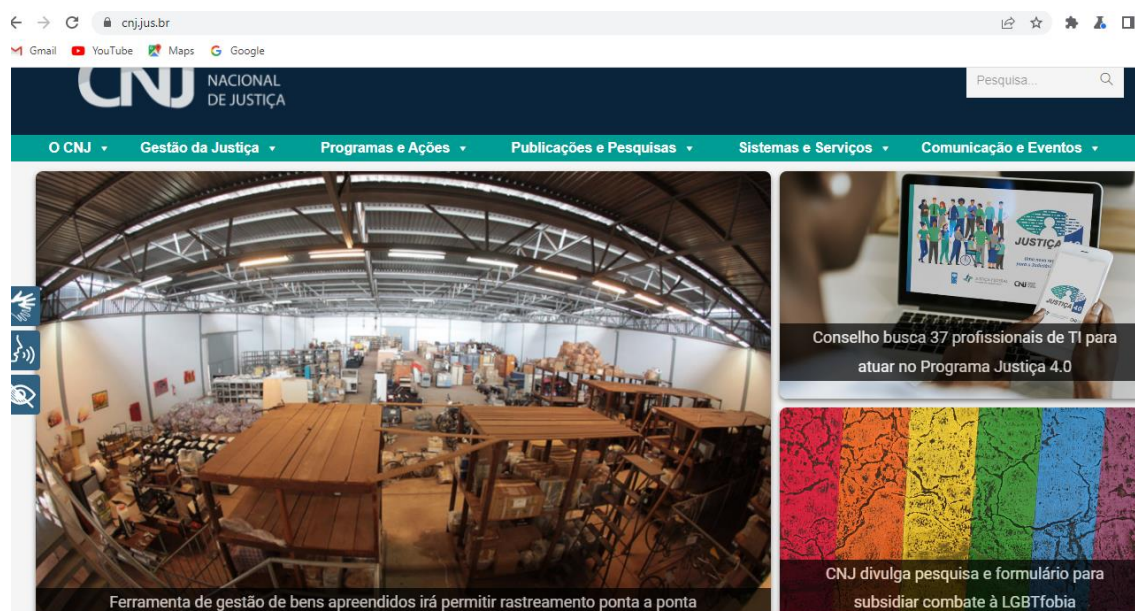 cnj.jus.br
Gmail YouTube Maps Google
CNJ NACIONAL
DE JUSTIÇA
Pesquisa...
O CNJ Gestão da Justiça Programas e Ações Publicações e Pesquisas Sistemas e Serviços Comunicação e Eventos
JUSTIÇA
JUSTIÇA 4.0
Conselho busca 37 profissionais de TI para
atuar no Programa Justiça 4.0
Ferramenta de gestão de bens apreendidos irá permitir rastreamento ponta a ponta
CNJ divulga pesquisa e formulário para
subsidiar combate à LGBTfobia